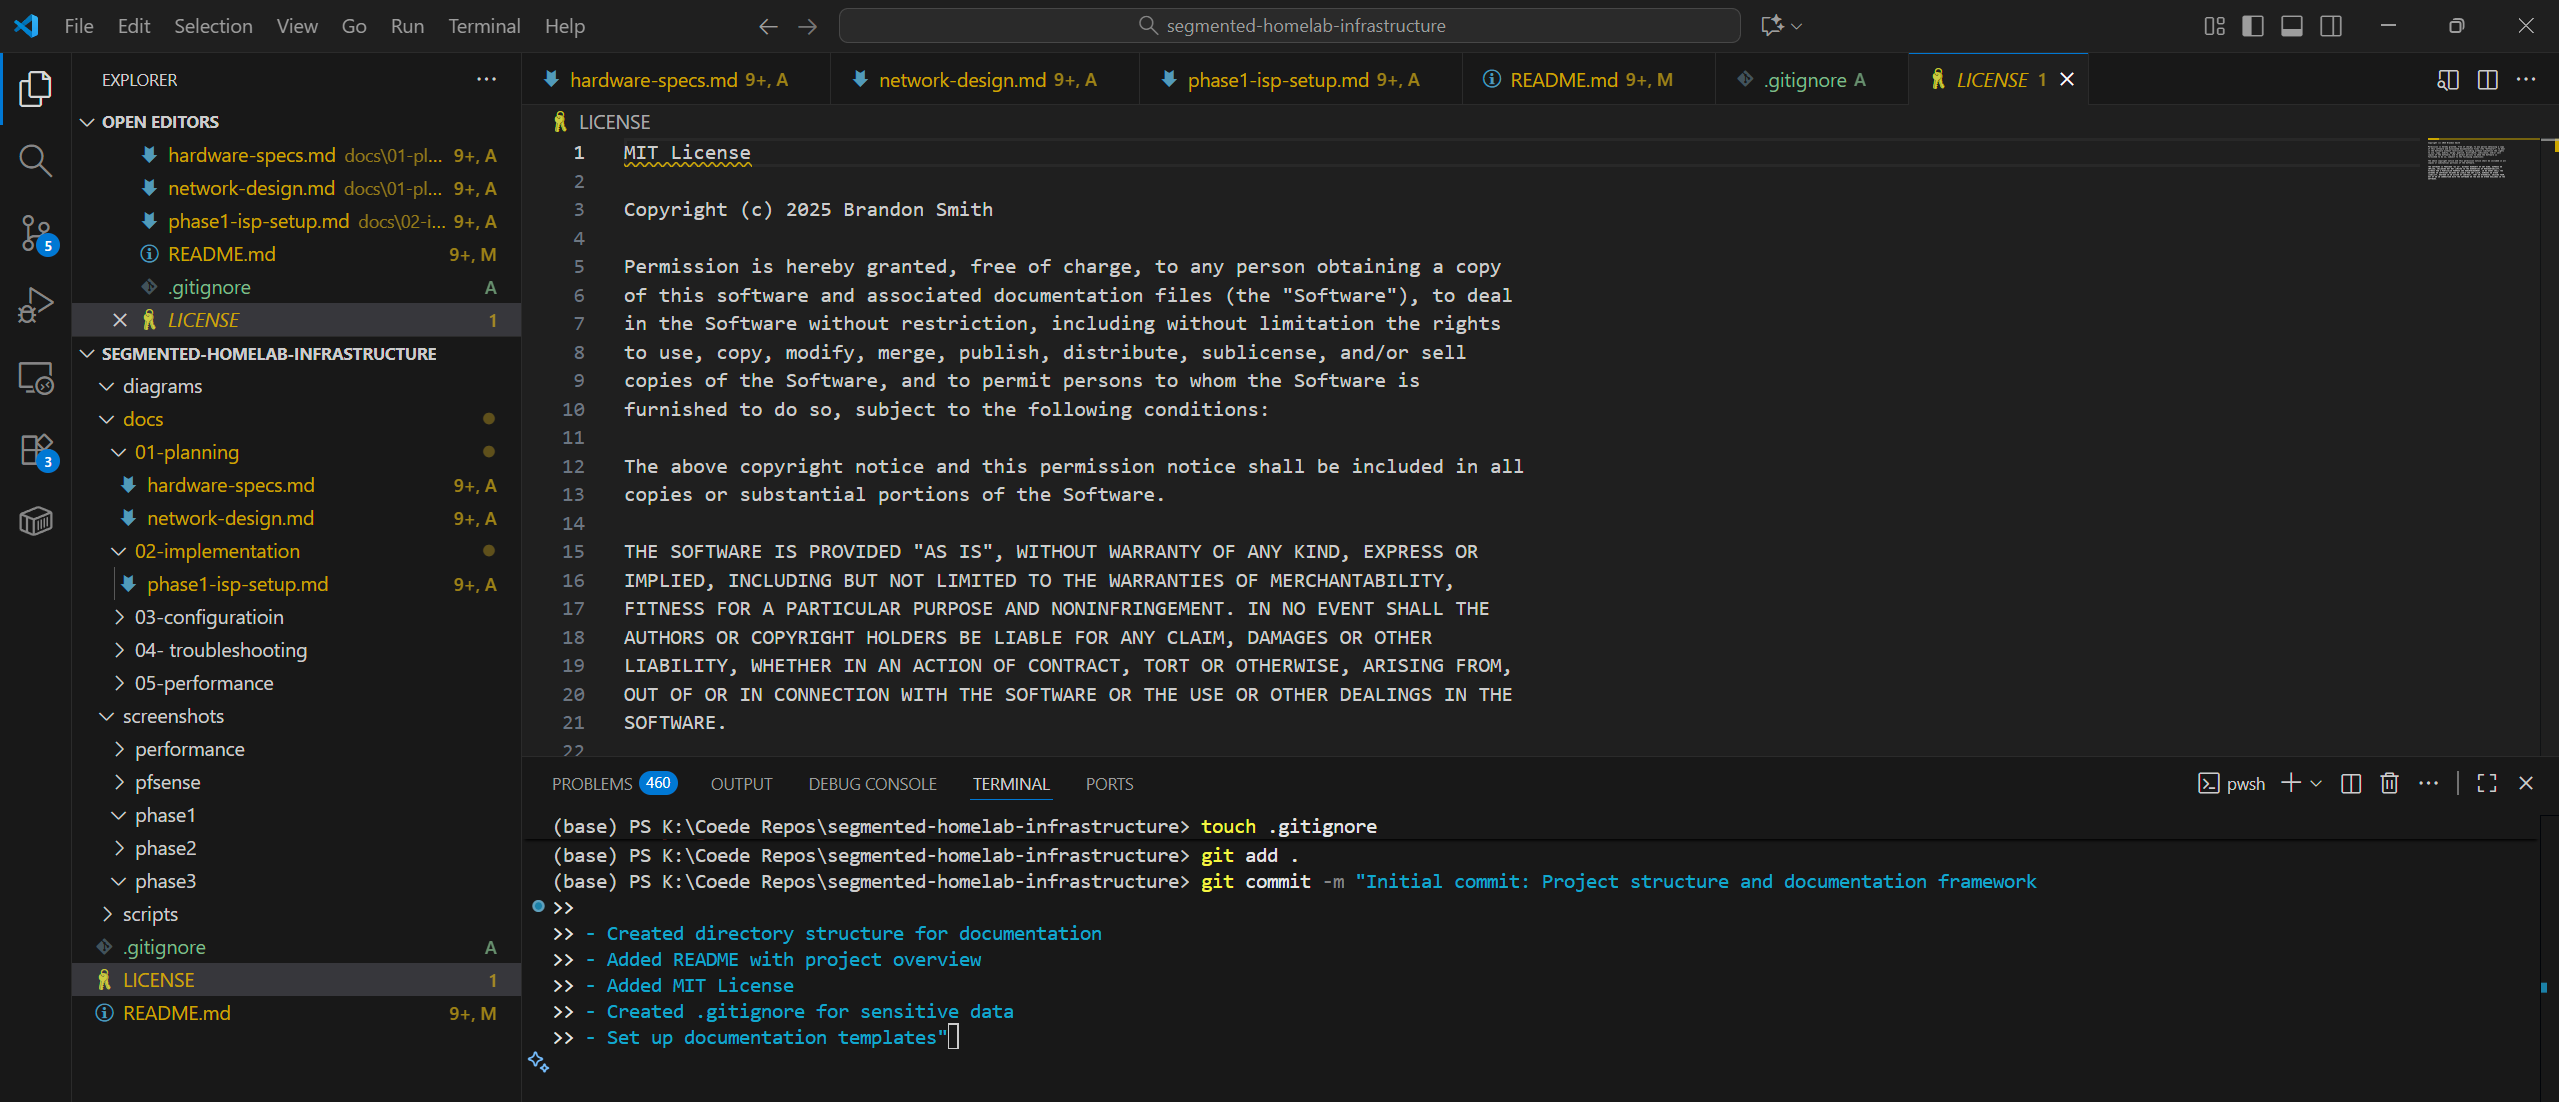 File Edit Selection View Go Run Terminal Help
segmented-homelab-infrastructure
EXPLORER
OPEN EDITORS
hardware-specs.md docs\01-pl... 9+, A
network-design.md docs\01-pl... 9+, A
phase1-isp-setup.md docs\02-i... 9+, A
README.md 9+, M
.gitignore A
LICENSE 1
SEGMENTED-HOMELAB-INFRASTRUCTURE
diagrams
docs
01-planning
hardware-specs.md 9+, A
network-design.md 9+, A
02-implementation
phase1-isp-setup.md 9+, A
03-configuratioin
04- troubleshooting
05-performance
screenshots
performance
pfsense
phase1
phase2
phase3
scripts
.gitignore A
LICENSE 1
README.md 9+, M
5
3
hardware-specs.md 9+, A network-design.md 9+, A phase1-isp-setup.md 9+, A README.md 9+, M .gitignore A LICENSE 1
LICENSE
1 MIT License
2
3 Copyright (c) 2025 Brandon Smith
4
5 Permission is hereby granted, free of charge, to any person obtaining a copy
6 of this software and associated documentation files (the "Software"), to deal
7 in the Software without restriction, including without limitation the rights
8 to use, copy, modify, merge, publish, distribute, sublicense, and/or sell
9 copies of the Software, and to permit persons to whom the Software is
10 furnished to do so, subject to the following conditions:
11
12 The above copyright notice and this permission notice shall be included in all
13 copies or substantial portions of the Software.
14
15 THE SOFTWARE IS PROVIDED "AS IS", WITHOUT WARRANTY OF ANY KIND, EXPRESS OR
16 IMPLIED, INCLUDING BUT NOT LIMITED TO THE WARRANTIES OF MERCHANTABILITY,
17 FITNESS FOR A PARTICULAR PURPOSE AND NONINFRINGEMENT. IN NO EVENT SHALL THE
18 AUTHORS OR COPYRIGHT HOLDERS BE LIABLE FOR ANY CLAIM, DAMAGES OR OTHER
19 LIABILITY, WHETHER IN AN ACTION OF CONTRACT, TORT OR OTHERWISE, ARISING FROM,
20 OUT OF OR IN CONNECTION WITH THE SOFTWARE OR THE USE OR OTHER DEALINGS IN THE
21 SOFTWARE.
22
PROBLEMS 460 OUTPUT DEBUG CONSOLE TERMINAL PORTS pwsh
(base) PS K:\Coede Repos\segmented-homelab-infrastructure> touch .gitignore
(base) PS K:\Coede Repos\segmented-homelab-infrastructure> git add .
(base) PS K:\Coede Repos\segmented-homelab-infrastructure> git commit -m "Initial commit: Project structure and documentation framework
>>
>> - Created directory structure for documentation
>> - Added README with project overview
>> - Added MIT License
>> - Created .gitignore for sensitive data
>> - Set up documentation templates"